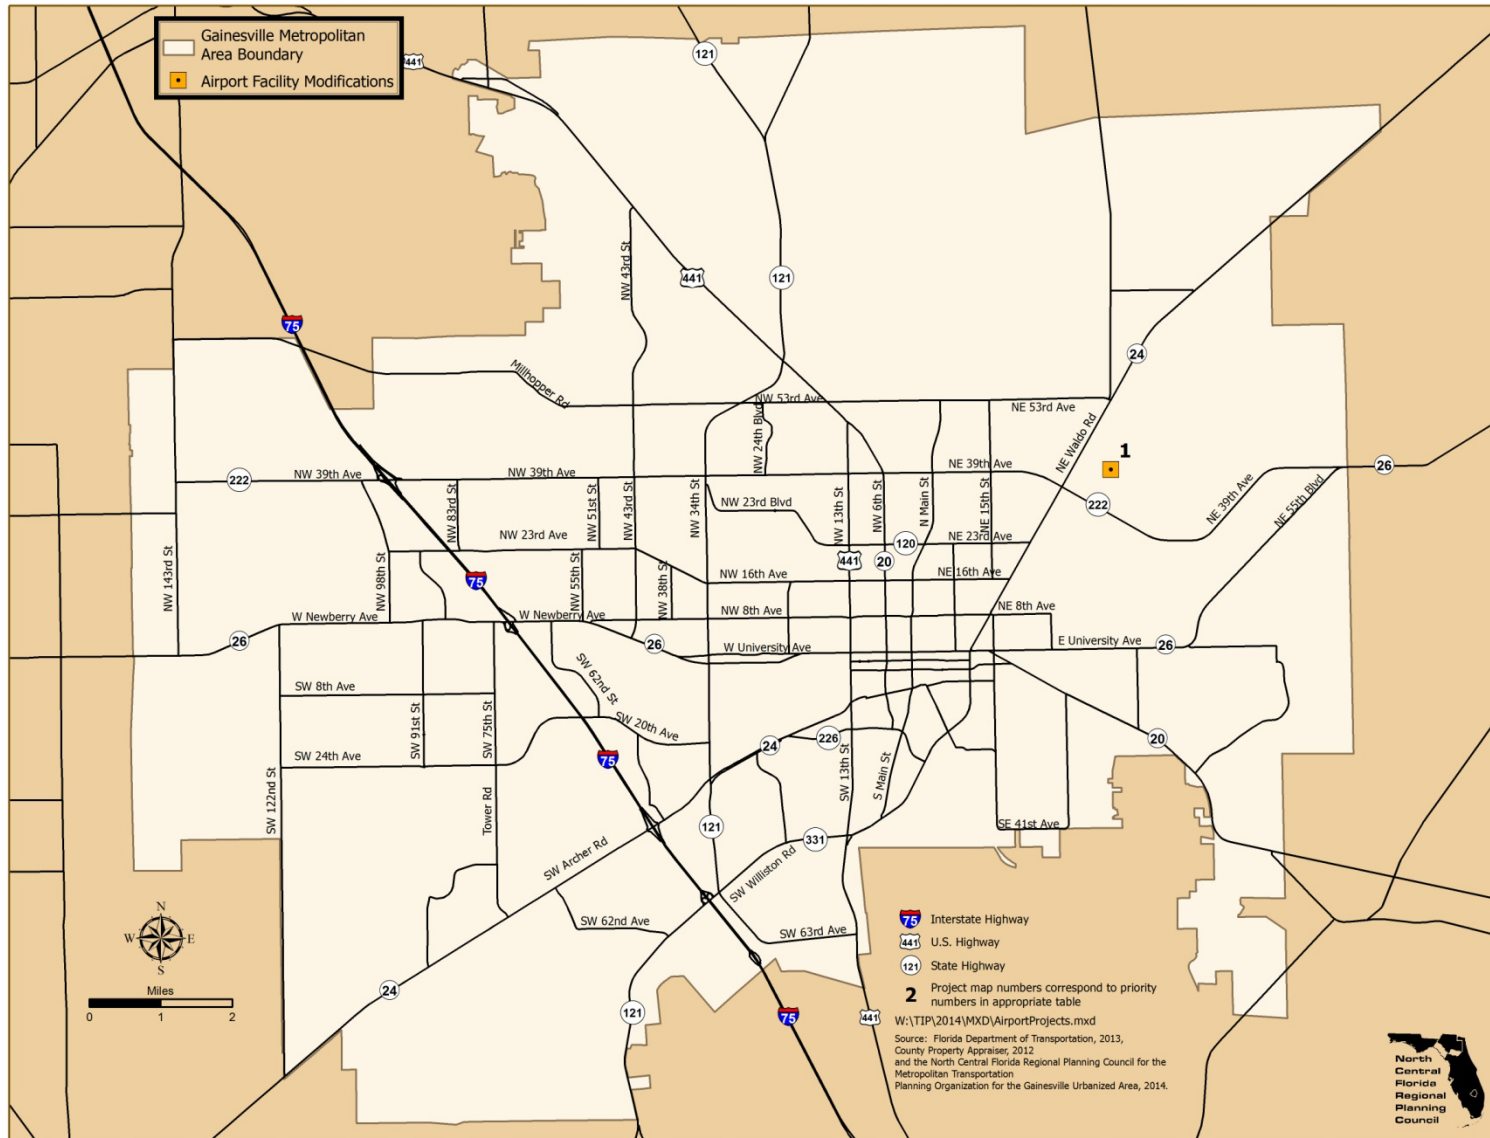 Gainesville Metropolitan
Area Boundary
Airport Facility Modifications
441
121
NW 43rd St
441
121
75
24
Millhopper Rd
NW 53rd Ave
NE 53rd Ave
NW 24th Blvd
NE Waldo Rd
1
26
222
NW 39th Ave
NW 39th Ave
NE 39th Ave
222
NE 39th Ave
NE 55th Blvd
NW 83rd St
NW 51st St
NW 43rd St
NW 34th St
NW 23rd Blvd
NW 13th St
NW 6th St
N Main St
NE 15th St
NW 23rd Ave
120
NE 23rd Ave
441
20
NW 143rd St
NW 98th St
75
NW 55th St
NW 38th St
NW 16th Ave
NE 16th Ave
W Newberry Ave
W Newberry Ave
NW 8th Ave
NE 8th Ave
26
26
W University Ave
E University Ave
26
SW 8th Ave
SW 62nd St
SW 91st St
SW 75th St
SW 20th Ave
SW 24th Ave
75
24
226
20
SW 122nd St
Tower Rd
SW 13th St
S Main St
121
331
SE 41st Ave
SW Archer Rd
SW Williston Rd
SW 62nd Ave
SW 63rd Ave
N
W
E
S
Miles
0
1
2
24
121
75
441
75
Interstate Highway
441
U.S. Highway
121
State Highway
2
Project map numbers correspond to priority
numbers in appropriate table
W:\TIP\2014\MXD\AirportProjects.mxd
Source: Florida Department of Transportation, 2013,
County Property Appraiser, 2012
and the North Central Florida Regional Planning Council for the
Metropolitan Transportation
Planning Organization for the Gainesville Urbanized Area, 2014.
North
Central
Florida
Regional
Planning
Council